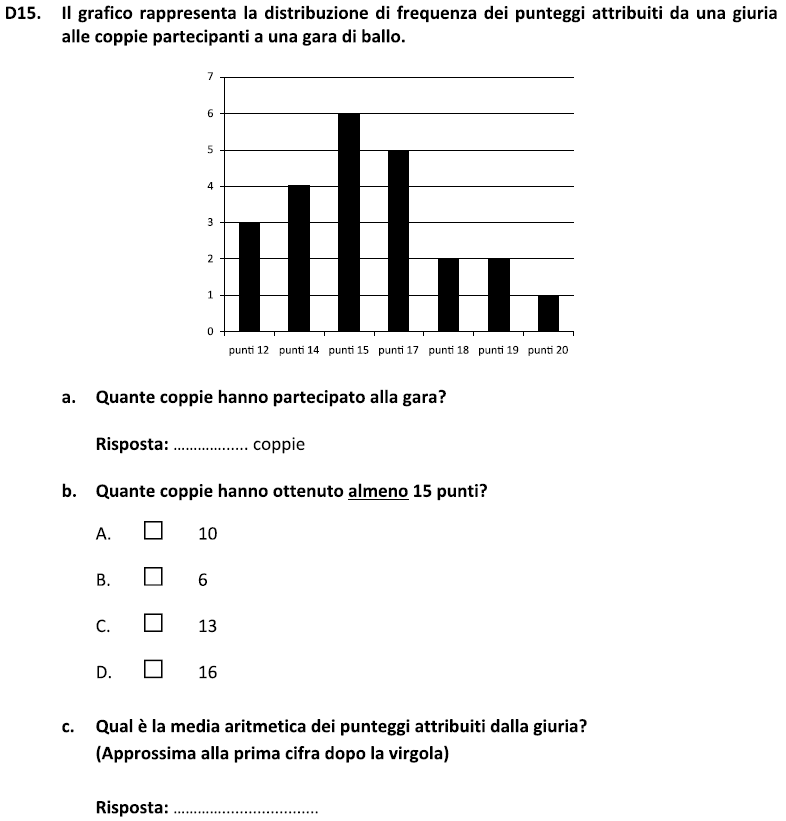 D15. Il grafico rappresenta la distribuzione di frequenza dei punteggi attribuiti da una giuria
alle coppie partecipanti a una gara di ballo.
7
6
5
4
3
2
1
0
punti 12 punti 14 punti 15 punti 17 punti 18 punti 19 punti 20
a. Quante coppie hanno partecipato alla gara?
Risposta: ................. coppie
b. Quante coppie hanno ottenuto almeno 15 punti?
A. 10
B. 6
C. 13
D. 16
c. Qual è la media aritmetica dei punteggi attribuiti dalla giuria?
(Approssima alla prima cifra dopo la virgola)
Risposta: .................................